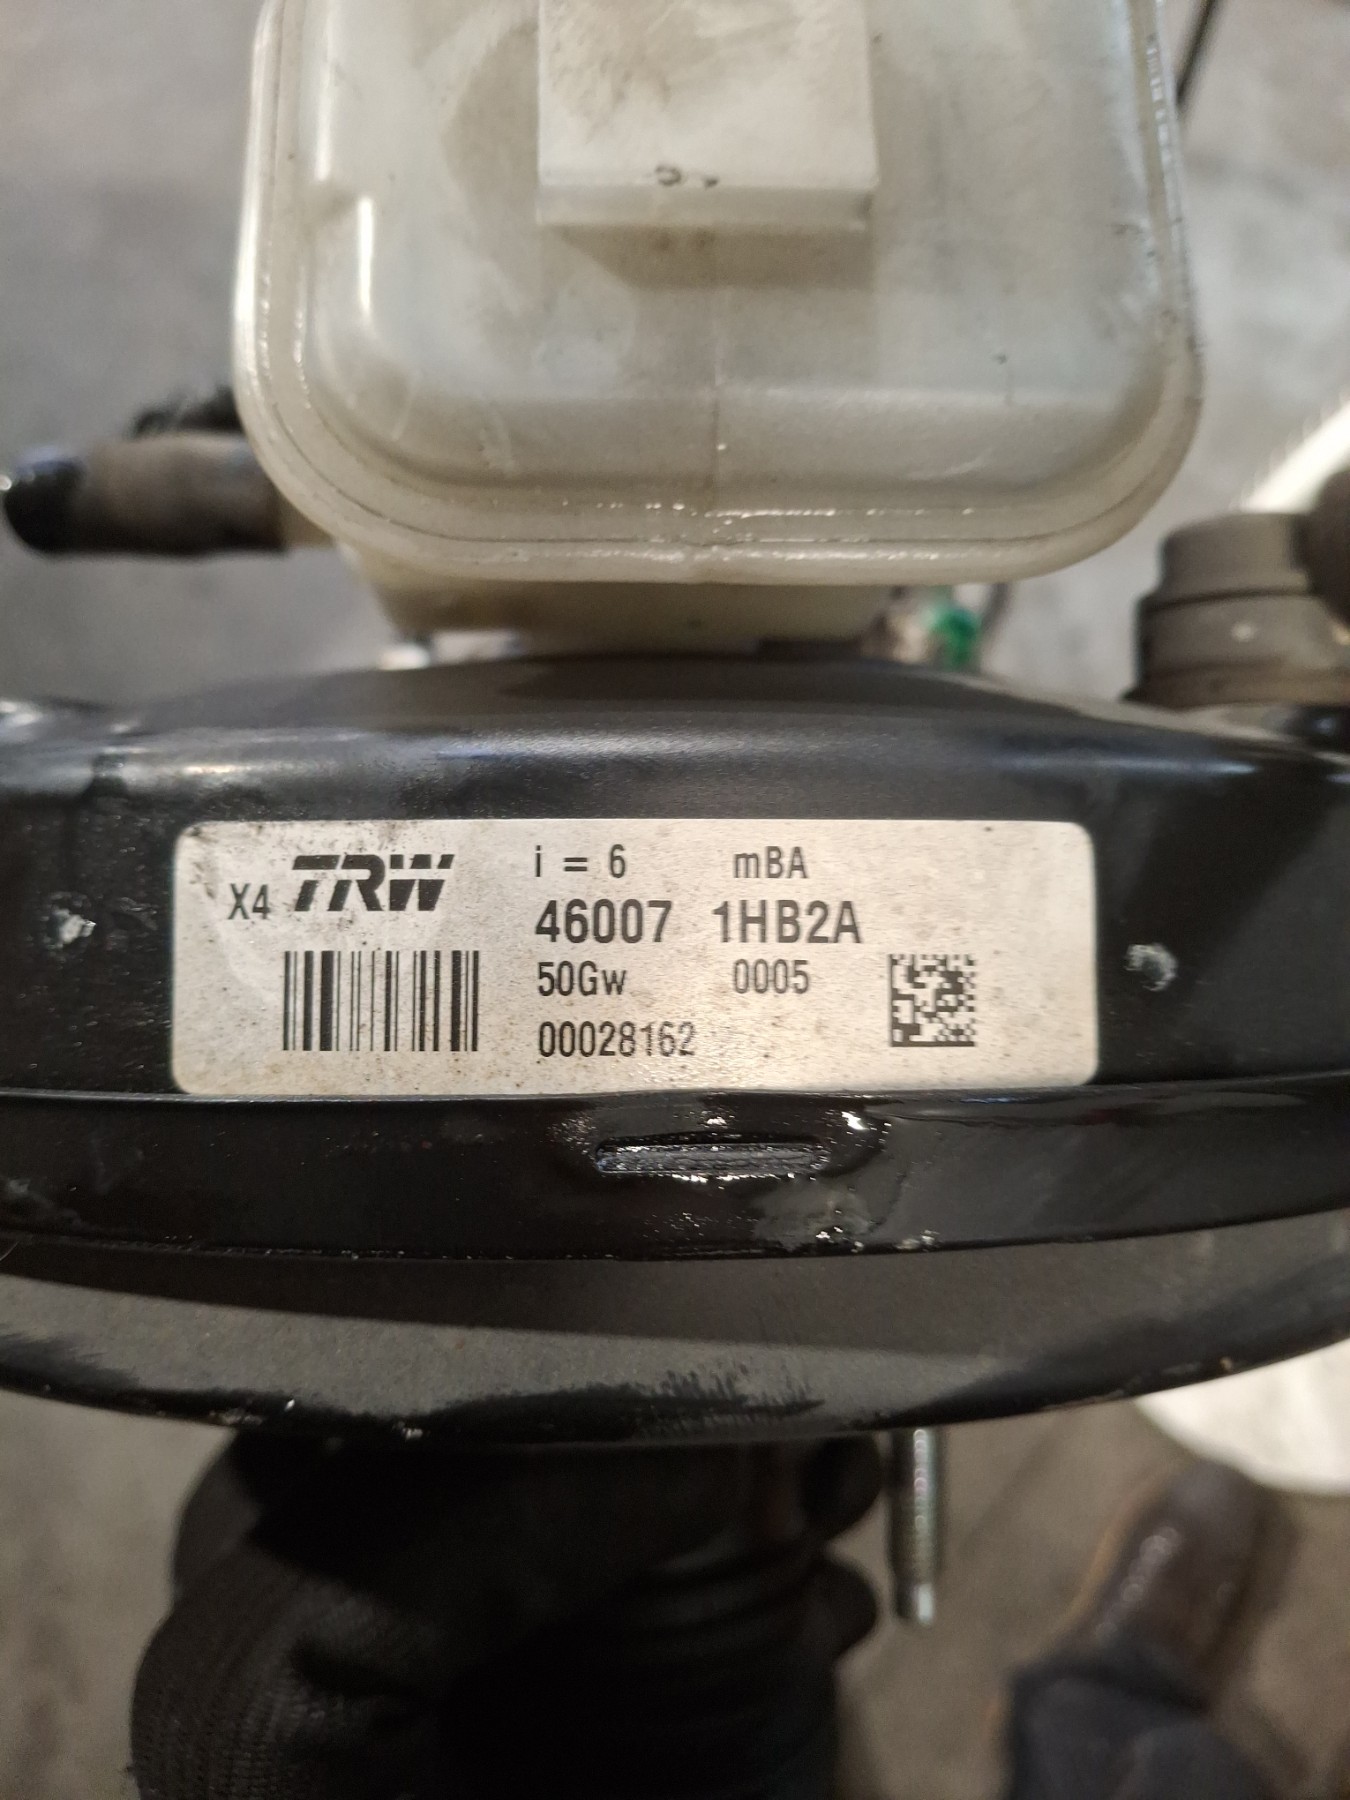 X4 TRW i = 6 mBA
46007 1HB2A
50Gw 0005
00028162